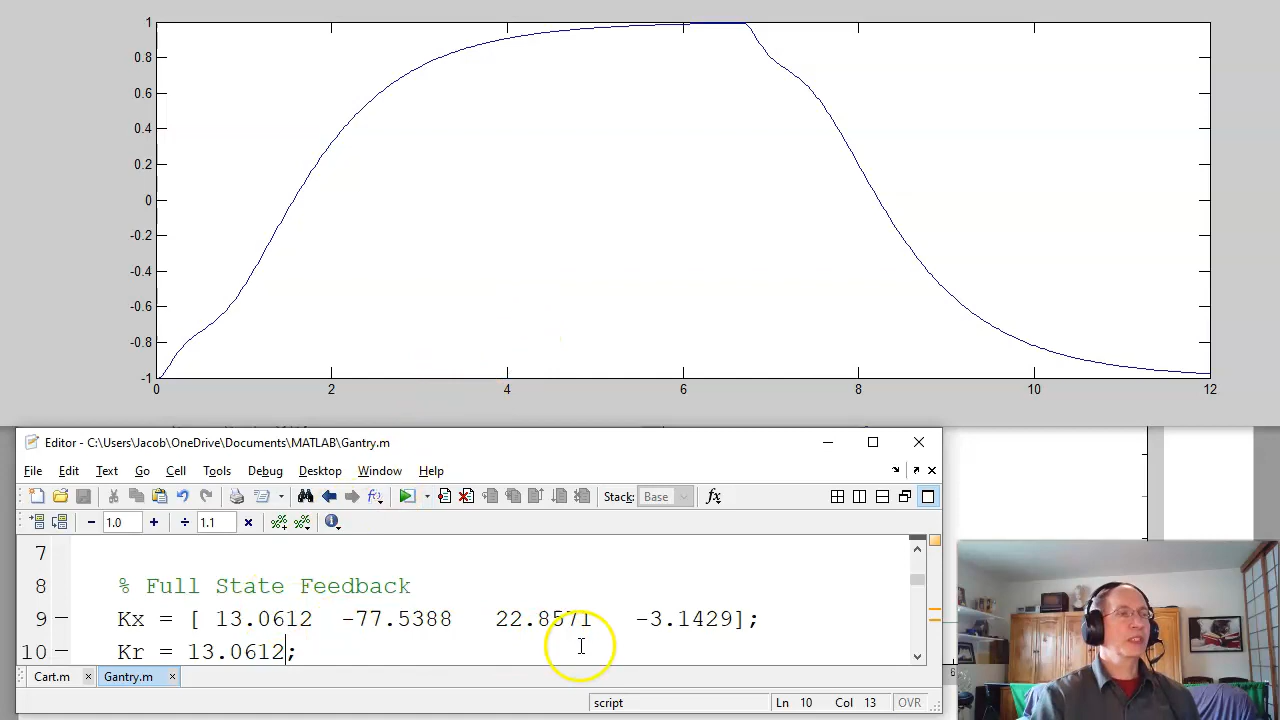 1
0.8
0.6
0.4
0.2
0
-0.2
-0.4
-0.6
-0.8
-1
0 2 4 6 8 10 12
Editor - C:\Users\Jacob\OneDrive\Documents\MATLAB\Gantry.m
File Edit Text Go Cell Tools Debug Desktop Window Help
Stack: Base fx
1.0 1.1
7
8 % Full State Feedback
9 Kx = [ 13.0612 -77.5388 22.8571 -3.1429];
10 Kr = 13.0612;
Cart.m Gantry.m
script Ln 10 Col 13 OVR
6